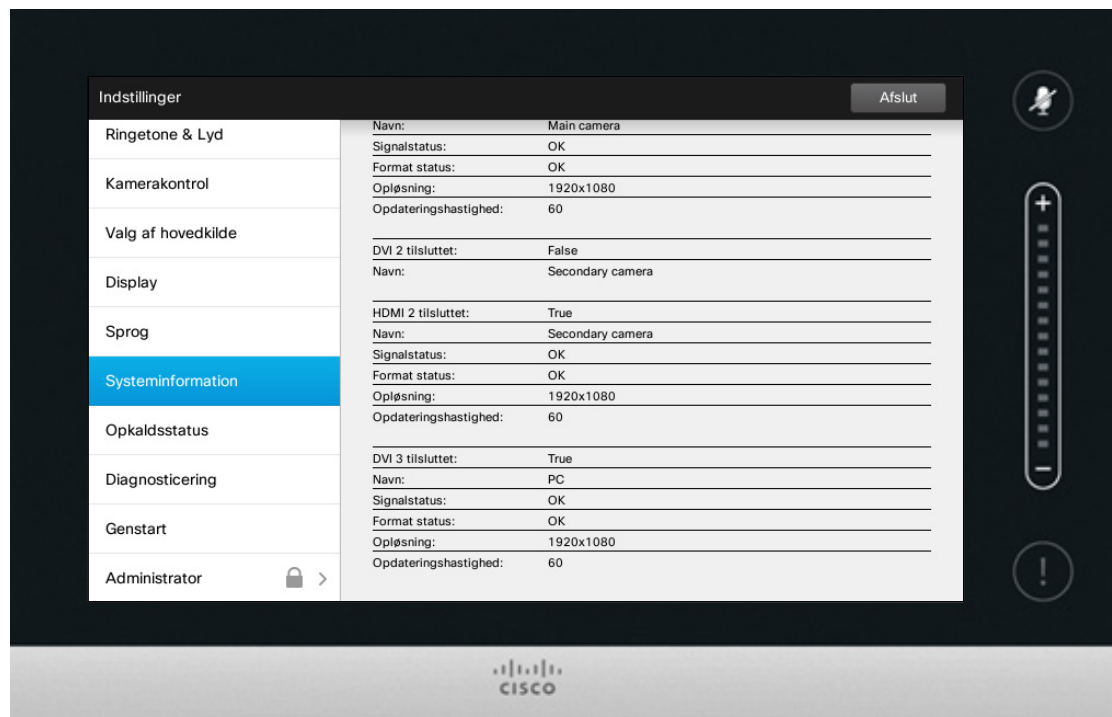 Indstillinger
Afslut
Ringetone & Lyd
Kamerakontrol
Valg af hovedkilde
Display
Sprog
Systeminformation
Opkaldsstatus
Diagnosticering
Genstart
Administrator
Navn: Main camera
Signalstatus: OK
Format status: OK
Opløsning: 1920x1080
Opdateringshastighed: 60
DVI 2 tilsluttet: False
Navn: Secondary camera
HDMI 2 tilsluttet: True
Navn: Secondary camera
Signalstatus: OK
Format status: OK
Opløsning: 1920x1080
Opdateringshastighed: 60
DVI 3 tilsluttet: True
Navn: PC
Signalstatus: OK
Format status: OK
Opløsning: 1920x1080
Opdateringshastighed: 60
+
−
!
CISCO